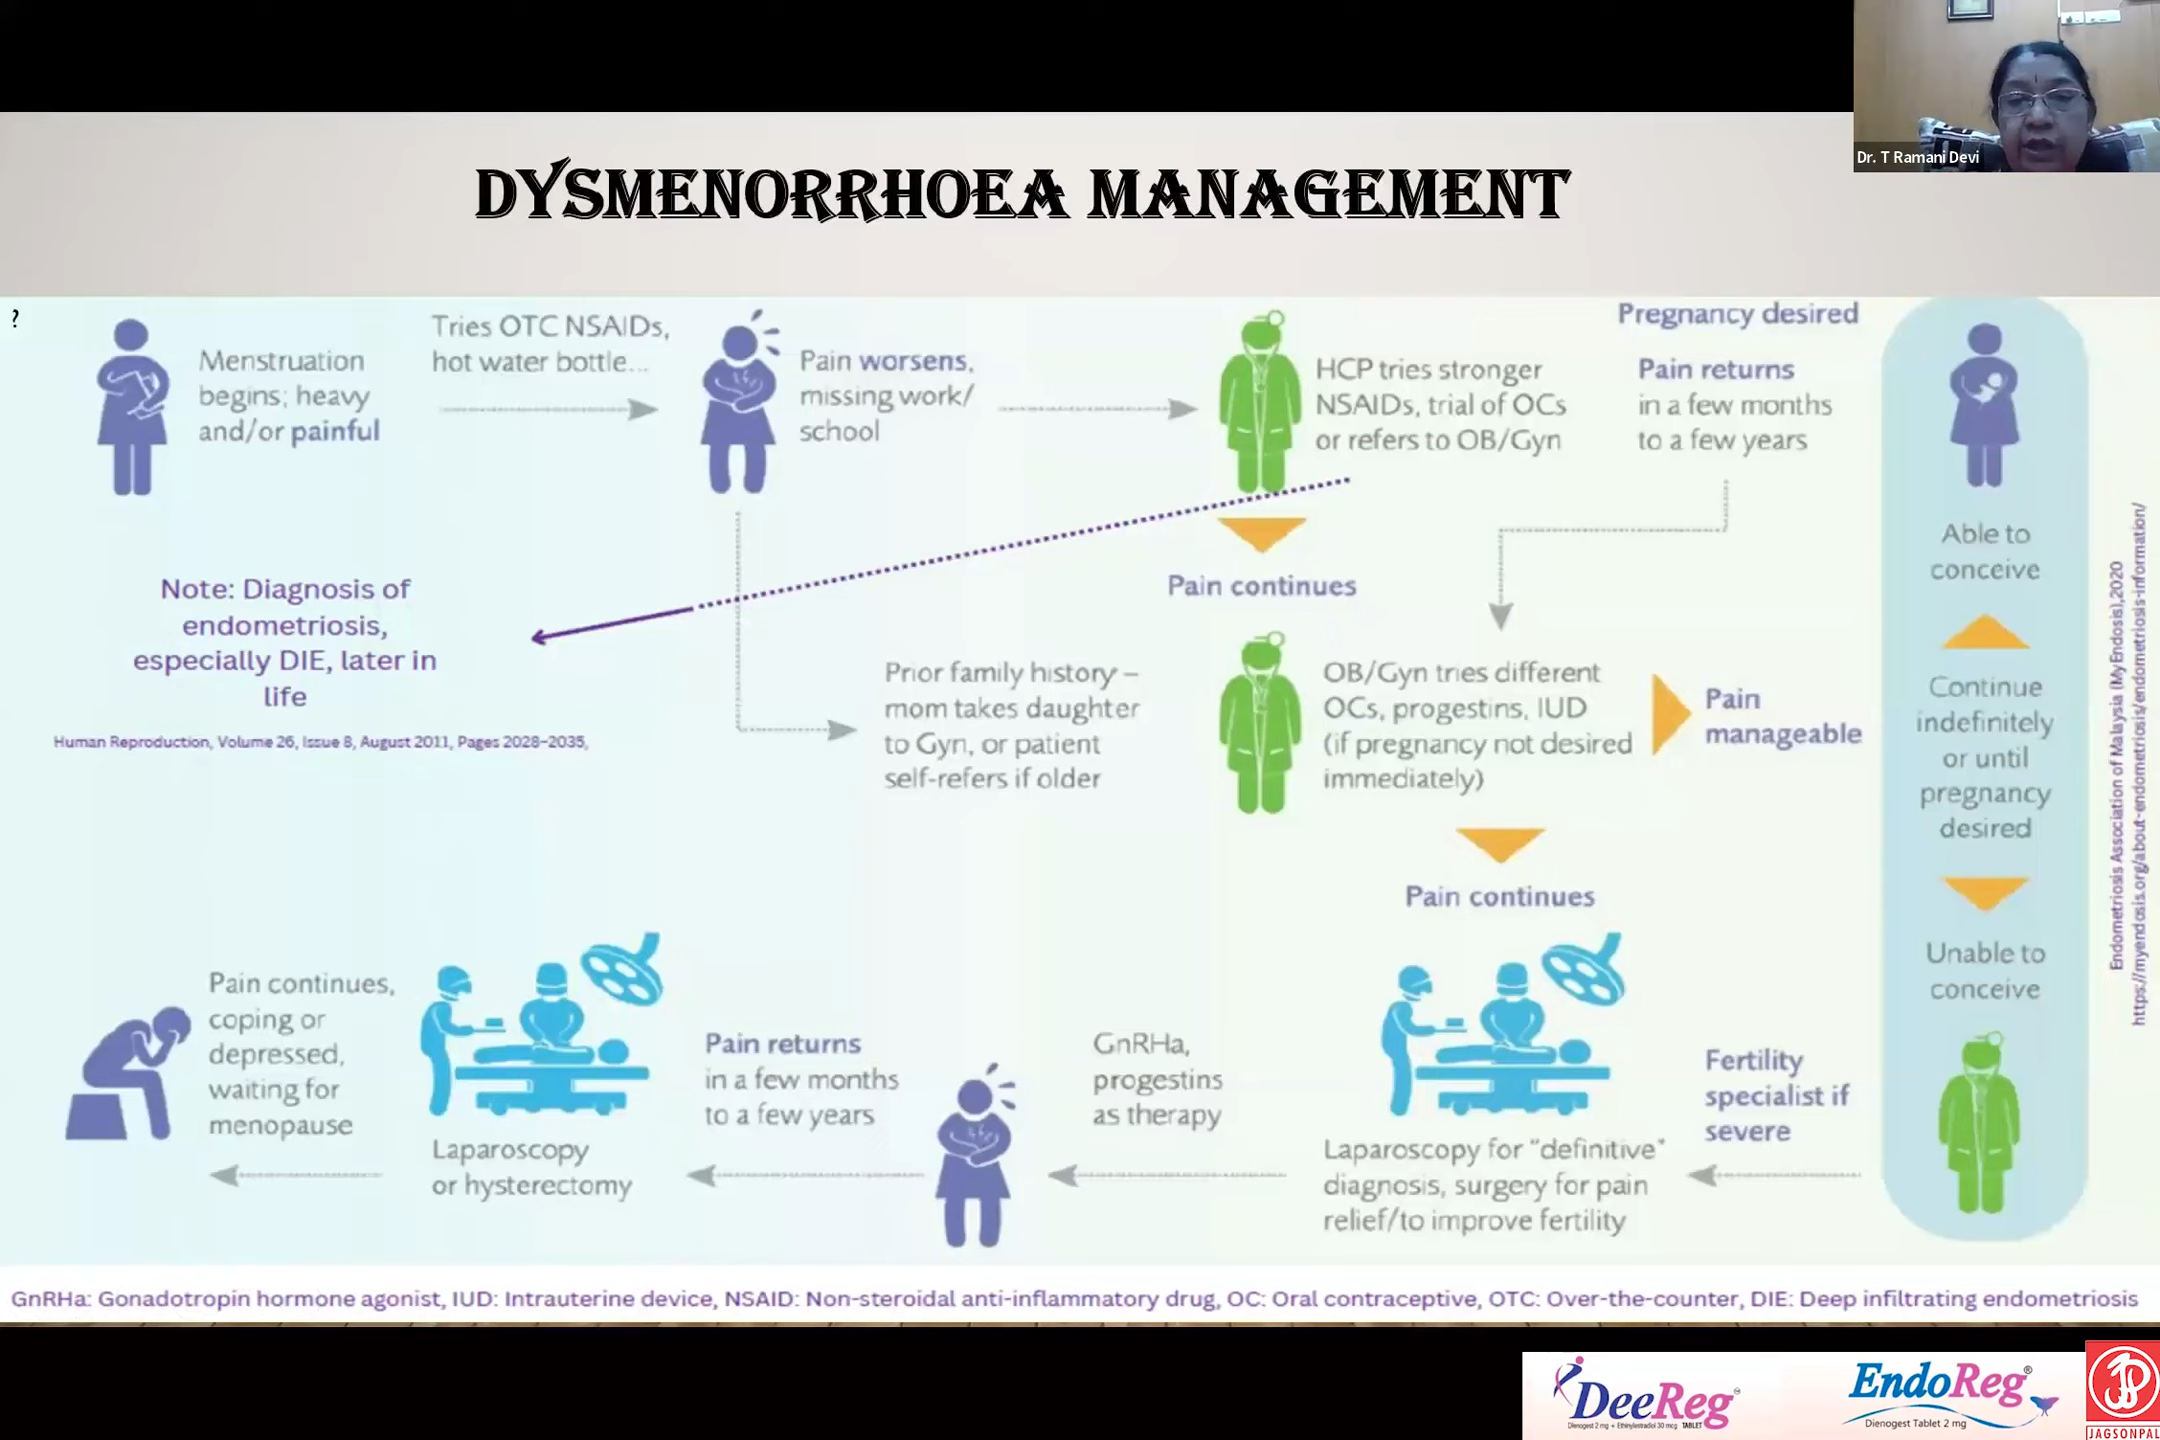 Dr. T Ramani Devi
DYSMENORRHOEA MANAGEMENT
?
Menstruation
begins; heavy
and/or painful
Tries OTC NSAIDs,
hot water bottle...
Pain worsens,
missing work/
school
HCP tries stronger
NSAIDs, trial of OCs
or refers to OB/Gyn
Pregnancy desired
Pain returns
in a few months
to a few years
Able to
conceive
Continue
indefinitely
or until
pregnancy
desired
Unable to
conceive
Note: Diagnosis of
endometriosis,
especially DIE, later in
life
Human Reproduction, Volume 26, Issue 8, August 2011, Pages 2028-2035,
Pain continues
Prior family history –
mom takes daughter
to Gyn, or patient
self-refers if older
OB/Gyn tries different
OCs, progestins, IUD
(if pregnancy not desired
immediately)
Pain
manageable
Pain continues
Fertility
specialist if
severe
Laparoscopy for "definitive"
diagnosis, surgery for pain
relief/to improve fertility
GnRHa,
progestins
as therapy
Pain returns
in a few months
to a few years
Laparoscopy
or hysterectomy
Pain continues,
coping or
depressed,
waiting for
menopause
Endometriosis Association of Malaysia (MyEndosis),2020
https://myendosis.org/about-endometriosis/endometriosis-information/
GnRHa: Gonadotropin hormone agonist, IUD: Intrauterine device, NSAID: Non-steroidal anti-inflammatory drug, OC: Oral contraceptive, OTC: Over-the-counter, DIE: Deep infiltrating endometriosis
DeeReg
Dienogest 2 mg + Ethinylestradiol 30 mcg TABLET
EndoReg®
Dienogest Tablet 2 mg
JAGSONPAL